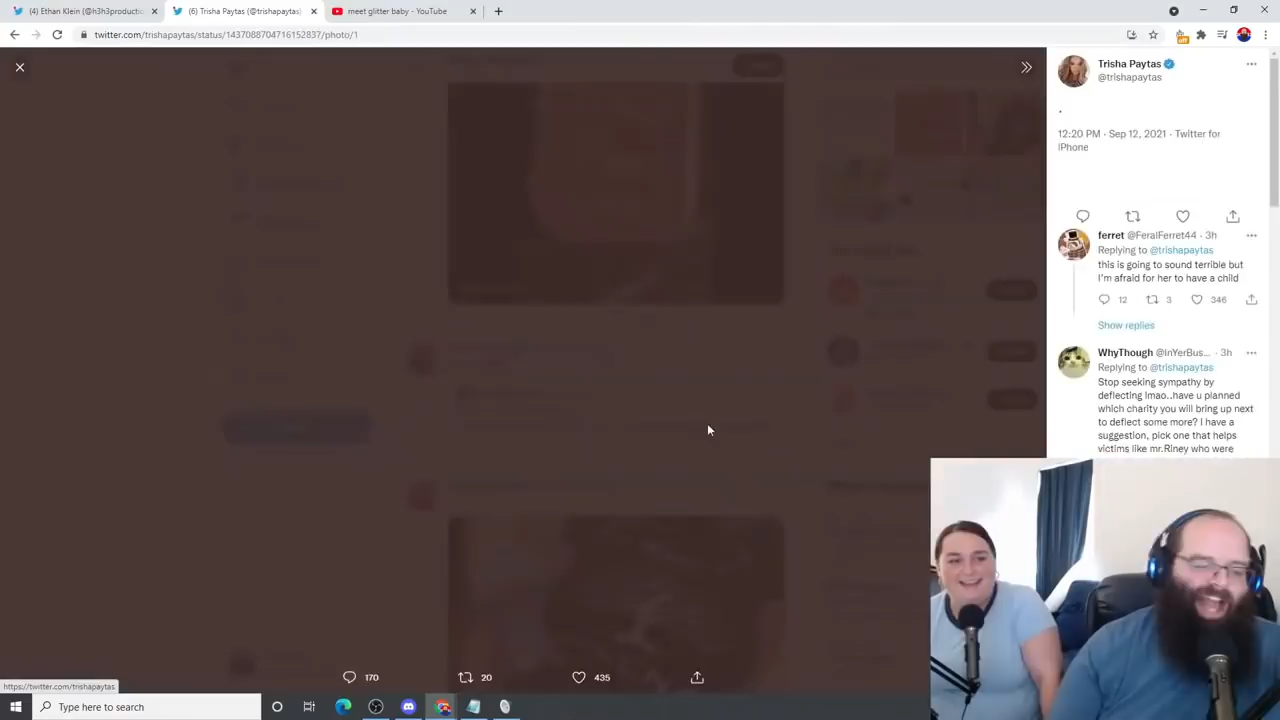 (4) Ethan Klein (@h3h3producti
(6) Trisha Paytas (@trishapaytas)
meet glitter baby - YouTube
twitter.com/trishapaytas/status/1437088704716152837/photo/1
Trisha Paytas
@trishapaytas
.
12:20 PM · Sep 12, 2021 · Twitter for
iPhone
ferret @FeralFerret44 · 3h
Replying to @trishapaytas
this is going to sound terrible but
I'm afraid for her to have a child
12 3 346
Show replies
WhyThough @InYerBus... · 3h
Replying to @trishapaytas
Stop seeking sympathy by
deflecting lmao..have u planned
which charity you will bring up next
to deflect some more? I have a
suggestion, pick one that helps
victims like mr.Riney who were
170 20 435
https://twitter.com/trishapaytas
Type here to search